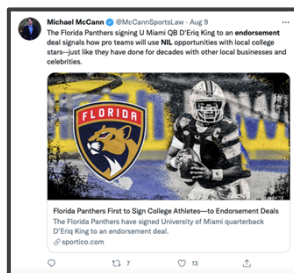 Michael McCann @McCannSportsLaw · Aug 9
The Florida Panthers signing U Miami QB D'Eriq King to an endorsement
deal signals how pro teams will use NIL opportunities with local college
stars--just like they have done for decades with other local businesses and
celebrities.
FLORIDA
Florida Panthers First to Sign College Athletes—to Endorsement Deals
The Florida Panthers have signed University of Miami quarterback
D'Eriq King to an endorsement deal.
sportico.com
7
13